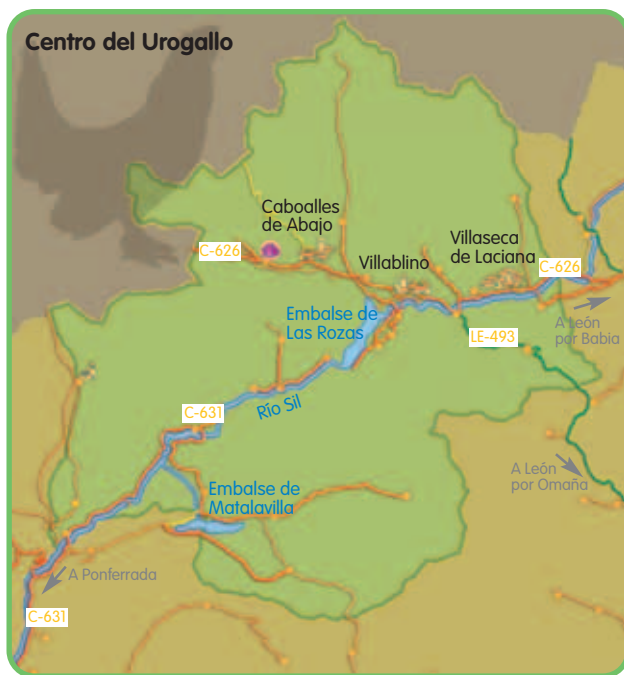 Centro del Urogallo
Caboalles
de Abajo
C-626
Villablino
Villaseca
de Laciana
C-626
Embalse de
Las Rozas
A León
por Babia
LE-493
Río Sil
C-631
A León
por Omaña
Embalse de
Matalavilla
A Ponferrada
C-631